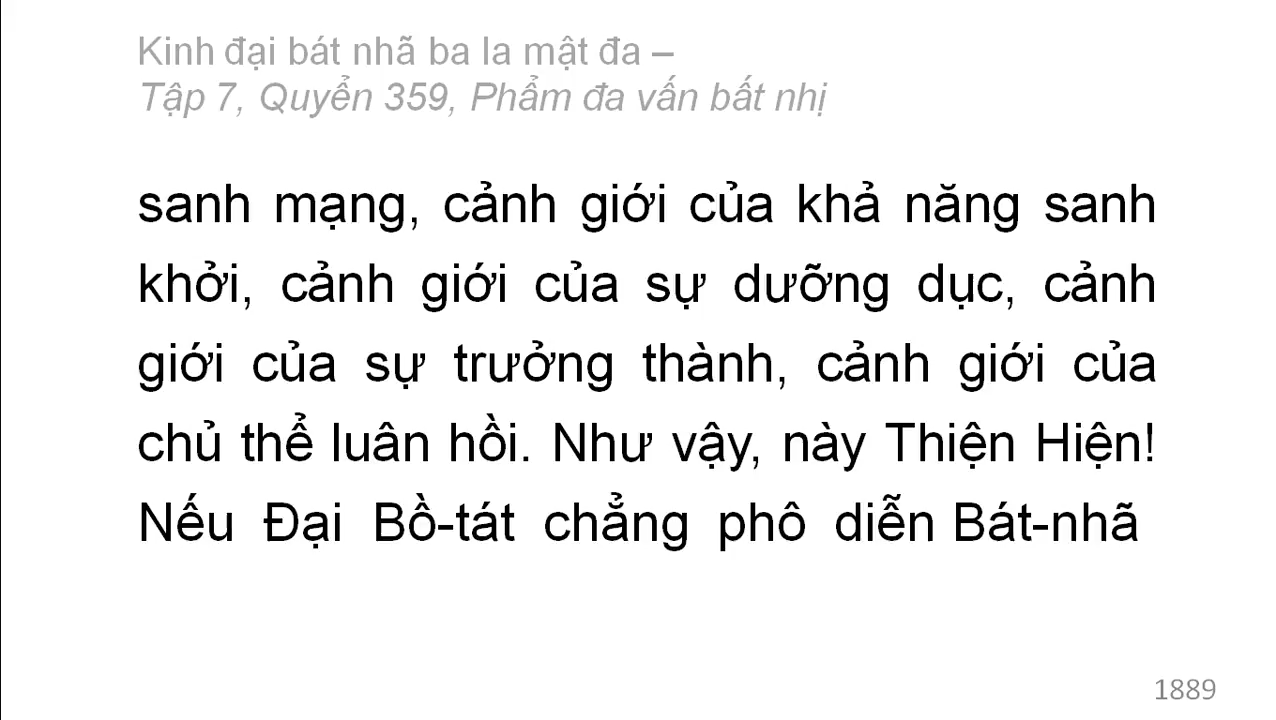 Kinh đại bát nhã ba la mật đa –
Tập 7, Quyển 359, Phẩm đa vấn bất nhị
sanh mạng, cảnh giới của khả năng sanh
khởi, cảnh giới của sự dưỡng dục, cảnh
giới của sự trưởng thành, cảnh giới của
chủ thể luân hồi. Như vậy, này Thiện Hiện!
Nếu Đại Bồ-tát chẳng phô diễn Bát-nhã
1889